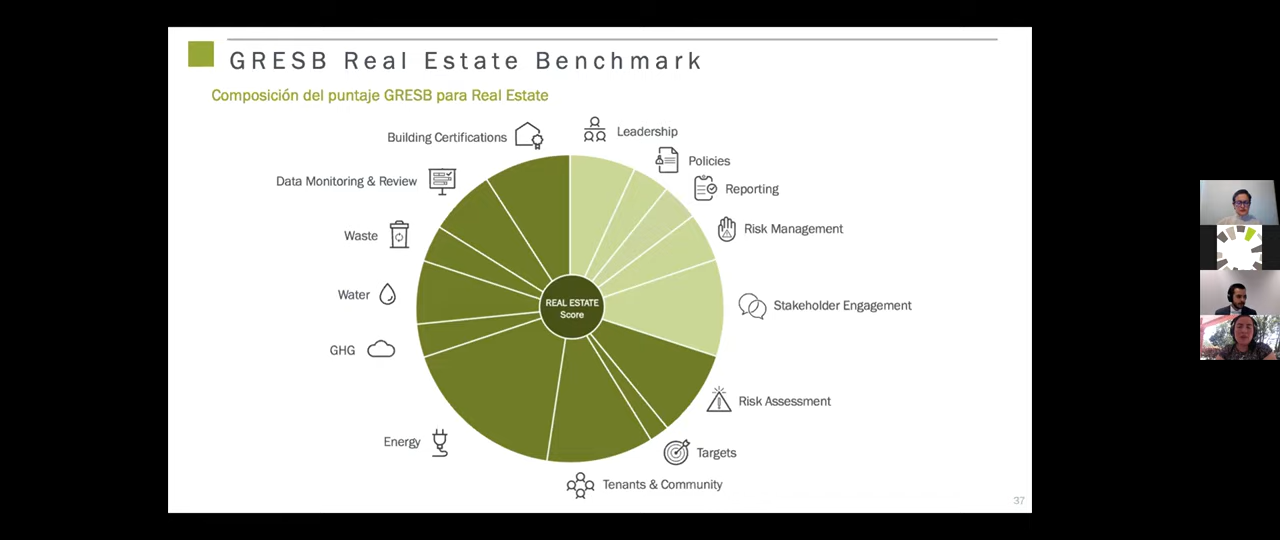 GRESB Real Estate Benchmark
Composición del puntaje GRESB para Real Estate
Building Certifications
Leadership
Policies
Data Monitoring & Review
Reporting
Waste
Risk Management
Water
REAL ESTATE
Score
Stakeholder Engagement
GHG
Risk Assessment
Energy
Targets
Tenants & Community
37